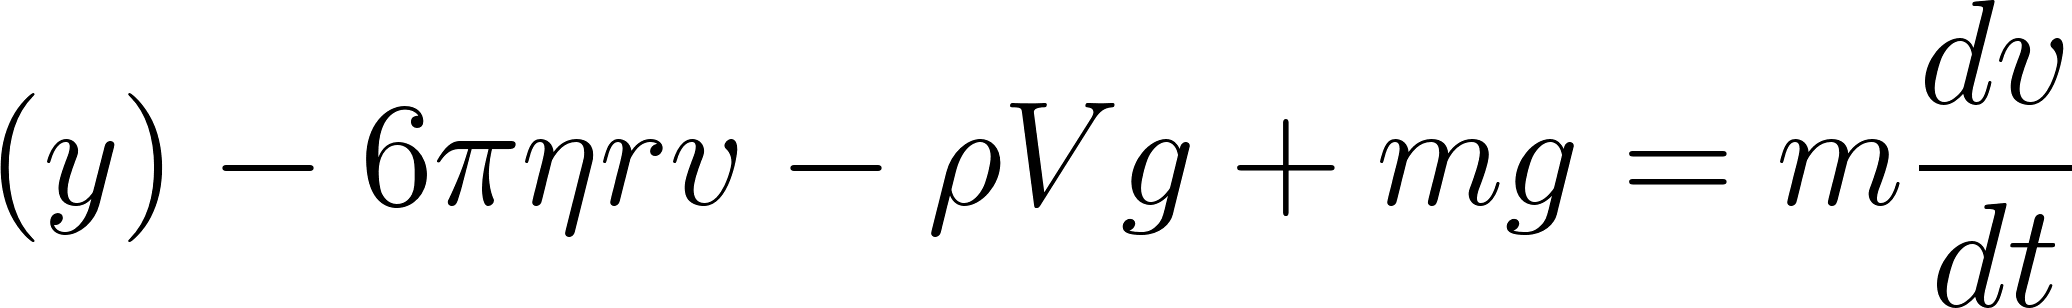 (y) − 6πηrv − ρVg + mg = m dv/dt